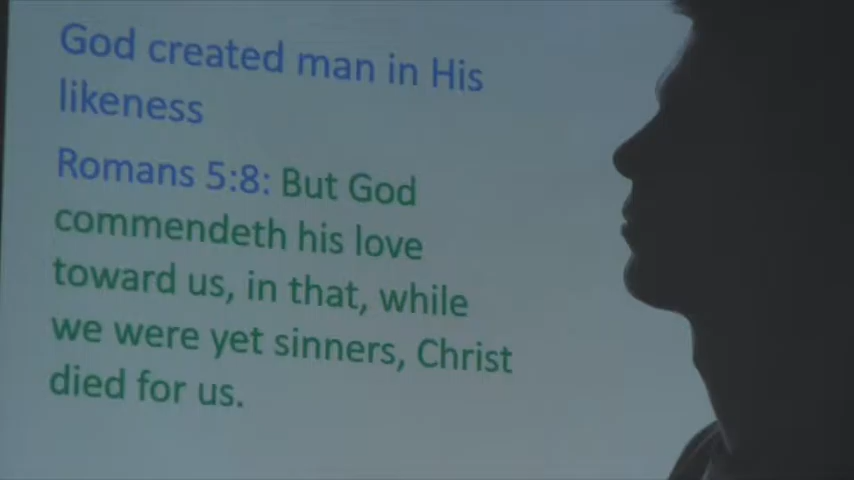 God created man in His
likeness
Romans 5:8: But God
commendeth his love
toward us, in that, while
we were yet sinners, Christ
died for us.